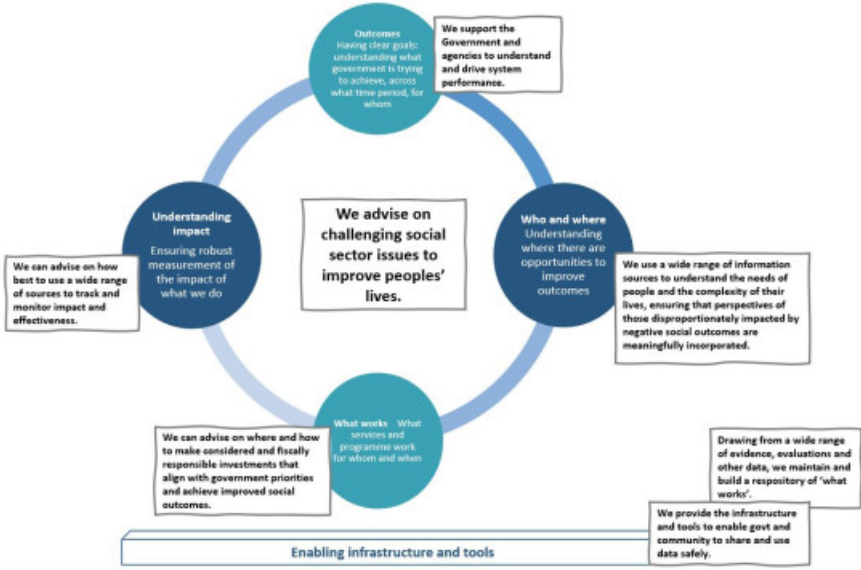 Outcomes
Having clear goals:
understanding what
government is trying
to achieve, across
what time period, for
whom
We support the
Government and
agencies to understand
and drive system
performance.
Understanding
impact
Ensuring robust
measurement of
the impact of
what we do
We advise on
challenging social
sector issues to
improve peoples'
lives.
Who and where
Understanding
where there are
opportunities to
improve
outcomes
We can advise on how
best to use a wide range
of sources to track and
monitor impact and
effectiveness.
We use a wide range of information
sources to understand the needs of
people and the complexity of their
lives, ensuring that perspectives of
those disproportionately impacted by
negative social outcomes are
meaningfully incorporated.
What works What
services and
programme work
for whom and when
We can advise on where and how
to make considered and fiscally
responsible investments that
align with government priorities
and achieve improved social
outcomes.
Drawing from a wide range
of evidence, evaluations and
other data, we maintain and
build a respository of 'what
works'.
We provide the infrastructure
and tools to enable govt and
community to share and use
data safely.
Enabling infrastructure and tools